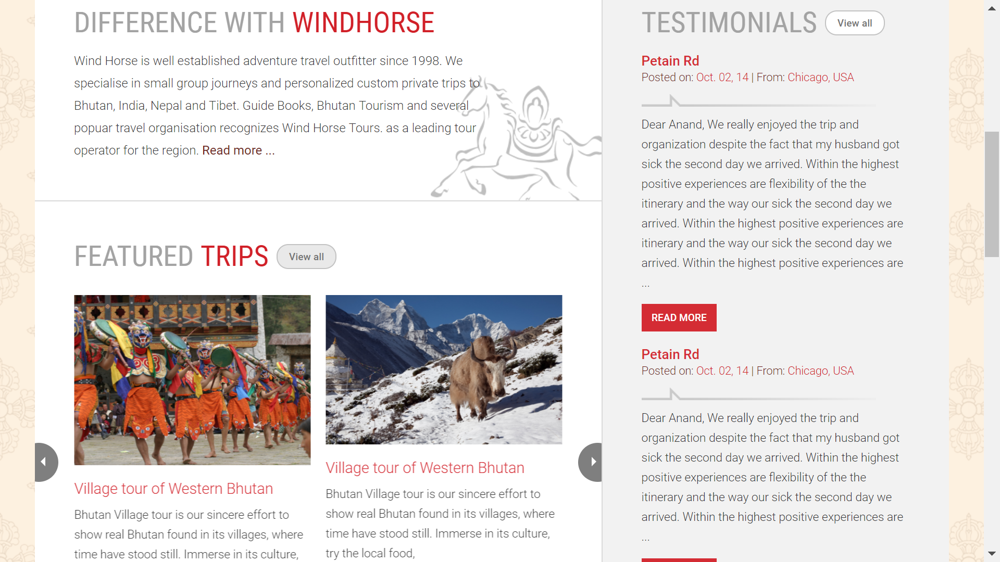 DIFFERENCE WITH WINDHORSE
Wind Horse is well established adventure travel outfitter since 1998. We
specialise in small group journeys and personalized custom private trips to
Bhutan, India, Nepal and Tibet. Guide Books, Bhutan Tourism and several
popuar travel organisation recognizes Wind Horse Tours. as a leading tour
operator for the region. Read more ...
FEATURED TRIPS View all
Village tour of Western Bhutan
Bhutan Village tour is our sincere effort to
show real Bhutan found in its villages, where
time have stood still. Immerse in its culture,
Village tour of Western Bhutan
Bhutan Village tour is our sincere effort to
show real Bhutan found in its villages, where
time have stood still. Immerse in its culture,
try the local food,
TESTIMONIALS View all
Petain Rd
Posted on: Oct. 02, 14 | From: Chicago, USA
Dear Anand, We really enjoyed the trip and
organization despite the fact that my husband got
sick the second day we arrived. Within the highest
positive experiences are flexibility of the the
itinerary and the way our sick the second day we
arrived. Within the highest positive experiences are
itinerary and the way our sick the second day we
arrived. Within the highest positive experiences are
...
READ MORE
Petain Rd
Posted on: Oct. 02, 14 | From: Chicago, USA
Dear Anand, We really enjoyed the trip and
organization despite the fact that my husband got
sick the second day we arrived. Within the highest
positive experiences are flexibility of the the
itinerary and the way our sick the second day we
arrived. Within the highest positive experiences are
...